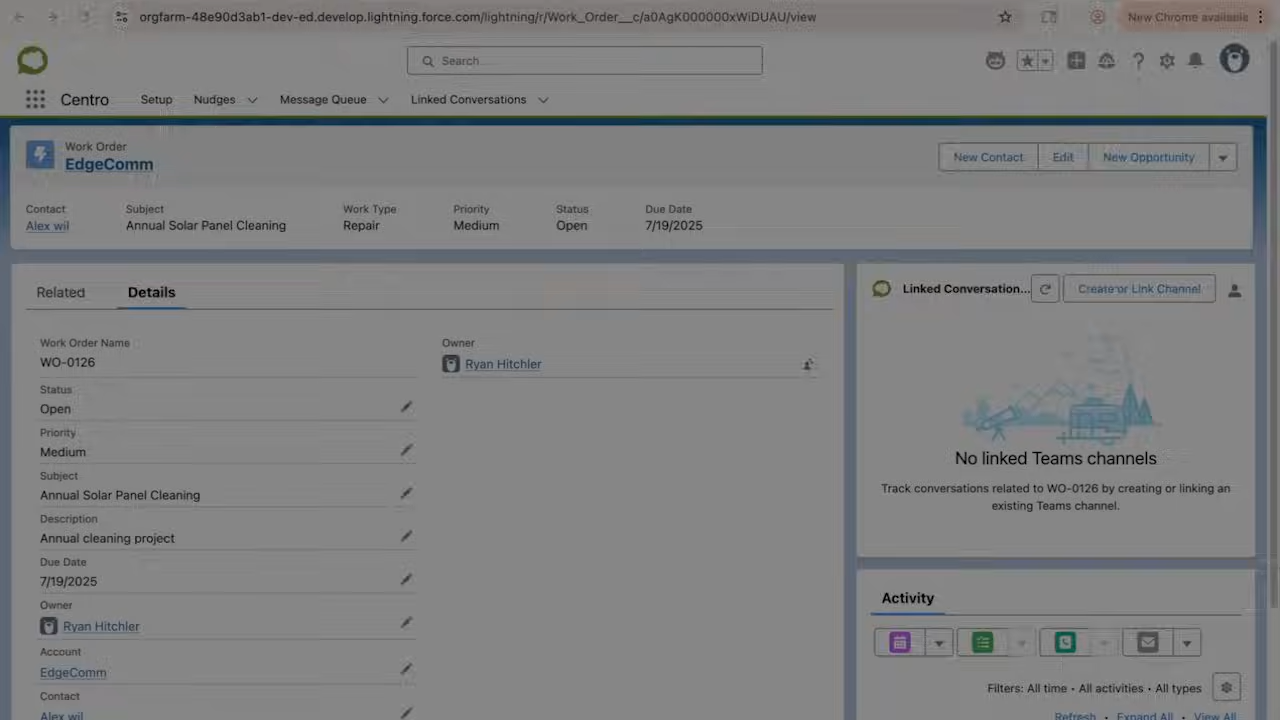 orgfarm-48e90d3ab1-dev-ed.develop.lightning.force.com/lightning/r/Work_Order__c/a0AgK000000xWiDUAU/view
New Chrome available
Search...
Centro
Setup
Nudges
Message Queue
Linked Conversations
Work Order
EdgeComm
New Contact
Edit
New Opportunity
Contact
Subject
Work Type
Priority
Status
Due Date
Alex wil
Annual Solar Panel Cleaning
Repair
Medium
Open
7/19/2025
Related
Details
Work Order Name
WO-0126
Owner
Ryan Hitchler
Status
Open
Priority
Medium
Subject
Annual Solar Panel Cleaning
Description
Annual cleaning project
Due Date
7/19/2025
Owner
Ryan Hitchler
Account
EdgeComm
Contact
Alex wil
Linked Conversation...
Create or Link Channel
No linked Teams channels
Track conversations related to WO-0126 by creating or linking an
existing Teams channel.
Activity
Filters: All time • All activities • All types
Refresh • Expand All • View All